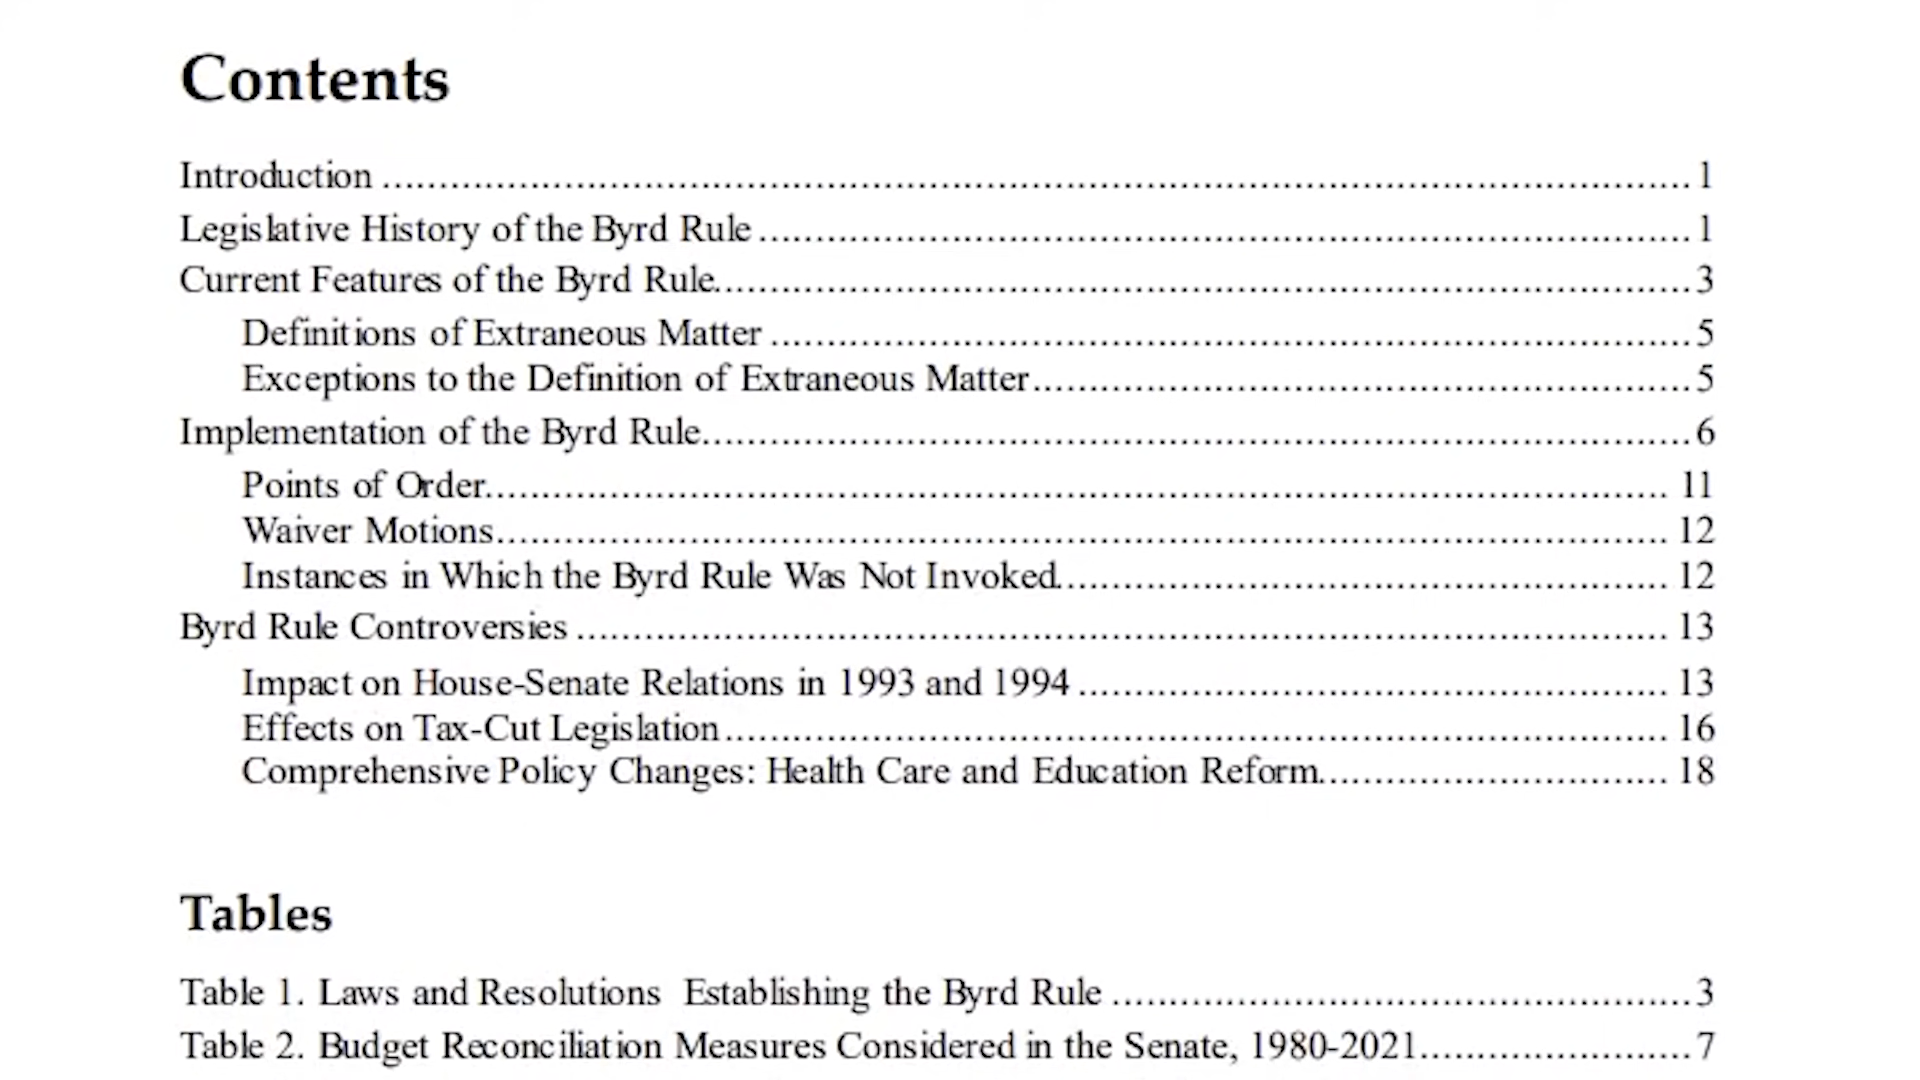 Contents
Introduction ........................................................................................................................ 1
Legislative History of the Byrd Rule ........................................................................................ 1
Current Features of the Byrd Rule........................................................................................... 3
Definitions of Extraneous Matter ..................................................................................... 5
Exceptions to the Definition of Extraneous Matter............................................................. 5
Implementation of the Byrd Rule............................................................................................. 6
Points of Order............................................................................................................. 11
Waiver Motions............................................................................................................ 12
Instances in Which the Byrd Rule Was Not Invoked......................................................... 12
Byrd Rule Controversies ...................................................................................................... 13
Impact on House-Senate Relations in 1993 and 1994 ....................................................... 13
Effects on Tax-Cut Legislation....................................................................................... 16
Comprehensive Policy Changes: Health Care and Education Reform................................. 18
Tables
Table 1. Laws and Resolutions Establishing the Byrd Rule ...................................................... 3
Table 2. Budget Reconciliation Measures Considered in the Senate, 1980-2021......................... 7